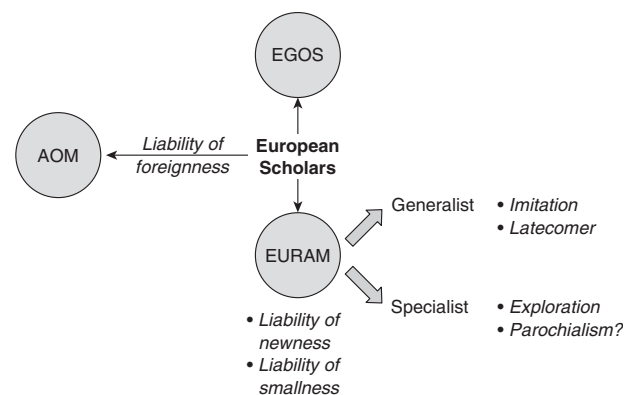 EGOS
AOM
Liability of
foreignness
European
Scholars
EURAM
Generalist
• Imitation
• Latecomer
Specialist
• Exploration
• Parochialism?
• Liability of
newness
• Liability of
smallness